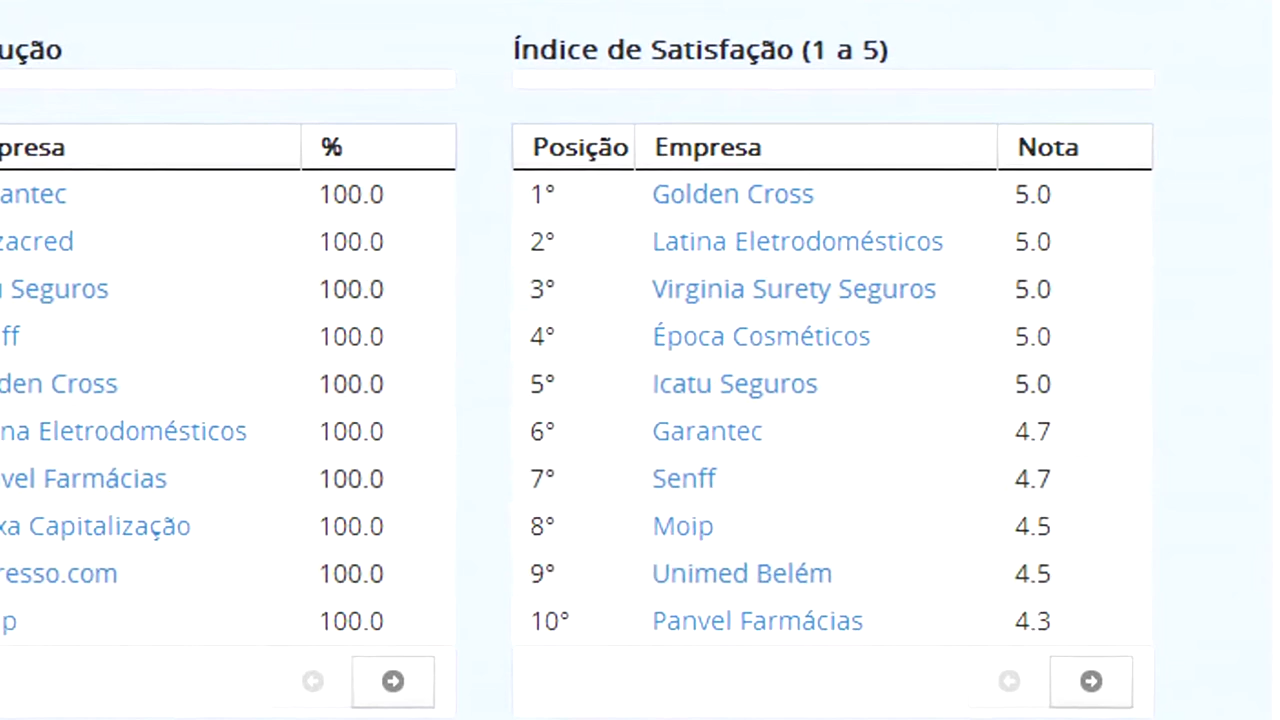 ução
presa %
antec 100.0
zacred 100.0
u Seguros 100.0
ff 100.0
den Cross 100.0
na Eletrodomésticos 100.0
vel Farmácias 100.0
xa Capitalização 100.0
resso.com 100.0
p 100.0
Índice de Satisfação (1 a 5)
Posição Empresa Nota
1° Golden Cross 5.0
2° Latina Eletrodomésticos 5.0
3° Virginia Surety Seguros 5.0
4° Época Cosméticos 5.0
5° Icatu Seguros 5.0
6° Garantec 4.7
7° Senff 4.7
8° Moip 4.5
9° Unimed Belém 4.5
10° Panvel Farmácias 4.3